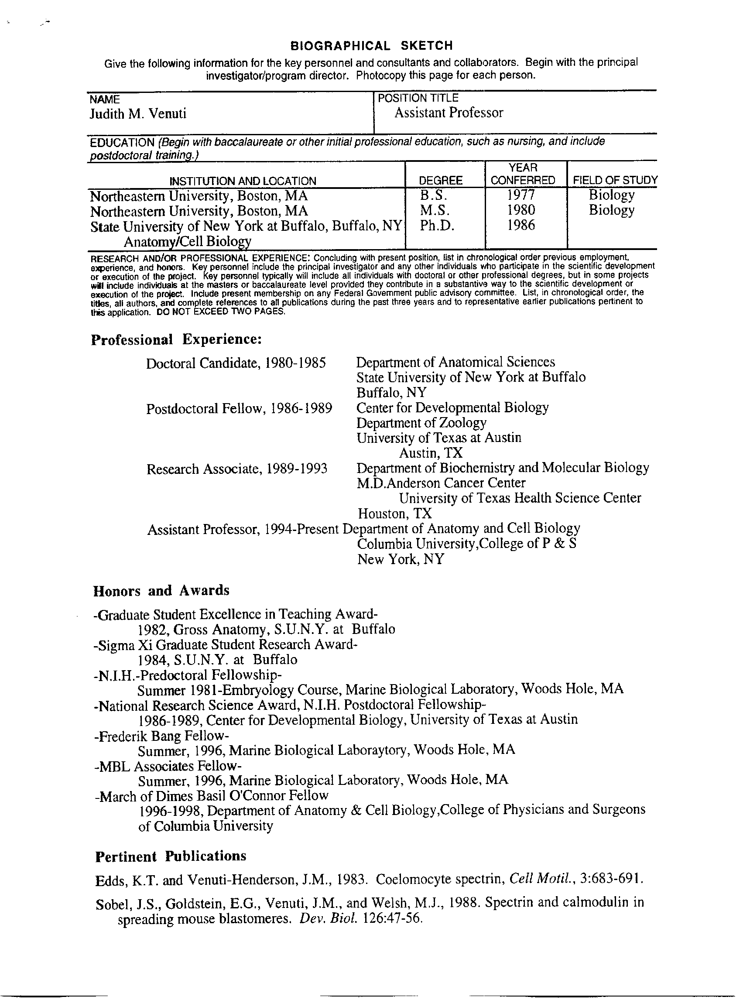 BIOGRAPHICAL SKETCH
Give the following information for the key personnel and consultants and collaborators. Begin with the principal
investigator/program director. Photocopy this page for each person.
NAME
Judith M. Venuti
POSITION TITLE
Assistant Professor
EDUCATION (Begin with baccalaureate or other initial professional education, such as nursing, and include
postdoctoral training.)
INSTITUTION AND LOCATION DEGREE YEAR CONFERRED FIELD OF STUDY
Northeastern University, Boston, MA B.S. 1977 Biology
Northeastern University, Boston, MA M.S. 1980 Biology
State University of New York at Buffalo, Buffalo, NY Ph.D. 1986
Anatomy/Cell Biology
RESEARCH AND/OR PROFESSIONAL EXPERIENCE: Concluding with present position, list in chronological order previous employment,
experience, and honors. Key personnel include the principal investigator and any other individuals who participate in the scientific development
or execution of the project. Key personnel typically will include all individuals with doctoral or other professional degrees, but in some projects
will include individuals at the masters or baccalaureate level provided they contribute in a substantive way to the scientific development or
execution of the project. Include present membership on any Federal Government public advisory committee. List, in chronological order, the
titles, all authors, and complete references to all publications during the past three years and to representative earlier publications pertinent to
this application. DO NOT EXCEED TWO PAGES.
Professional Experience:
Doctoral Candidate, 1980-1985 Department of Anatomical Sciences
State University of New York at Buffalo
Buffalo, NY
Postdoctoral Fellow, 1986-1989 Center for Developmental Biology
Department of Zoology
University of Texas at Austin
Austin, TX
Research Associate, 1989-1993 Department of Biochemistry and Molecular Biology
M.D.Anderson Cancer Center
University of Texas Health Science Center
Houston, TX
Assistant Professor, 1994-Present Department of Anatomy and Cell Biology
Columbia University,College of P & S
New York, NY
Honors and Awards
-Graduate Student Excellence in Teaching Award-
1982, Gross Anatomy, S.U.N.Y. at Buffalo
-Sigma Xi Graduate Student Research Award-
1984, S.U.N.Y. at Buffalo
-N.I.H.-Predoctoral Fellowship-
Summer 1981-Embryology Course, Marine Biological Laboratory, Woods Hole, MA
-National Research Science Award, N.I.H. Postdoctoral Fellowship-
1986-1989, Center for Developmental Biology, University of Texas at Austin
-Frederik Bang Fellow-
Summer, 1996, Marine Biological Laboraytory, Woods Hole, MA
-MBL Associates Fellow-
Summer, 1996, Marine Biological Laboratory, Woods Hole, MA
-March of Dimes Basil O'Connor Fellow
1996-1998, Department of Anatomy & Cell Biology,College of Physicians and Surgeons
of Columbia University
Pertinent Publications
Edds, K.T. and Venuti-Henderson, J.M., 1983. Coelomocyte spectrin, Cell Motil., 3:683-691.
Sobel, J.S., Goldstein, E.G., Venuti, J.M., and Welsh, M.J., 1988. Spectrin and calmodulin in
spreading mouse blastomeres. Dev. Biol. 126:47-56.